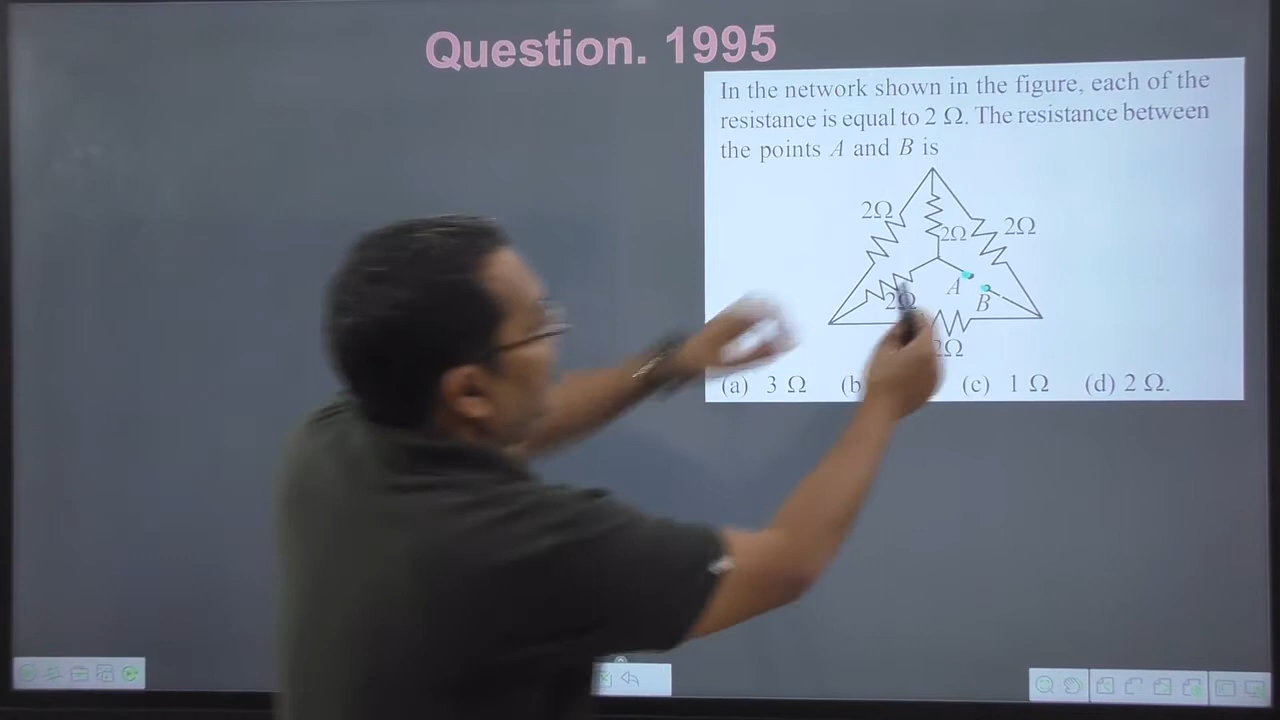 Question. 1995
In the network shown in the figure, each of the
resistance is equal to 2 Ω. The resistance between
the points A and B is
2Ω
2Ω
2Ω
A
2Ω
B
2Ω
(a) 3 Ω (b (c) 1 Ω (d) 2 Ω.